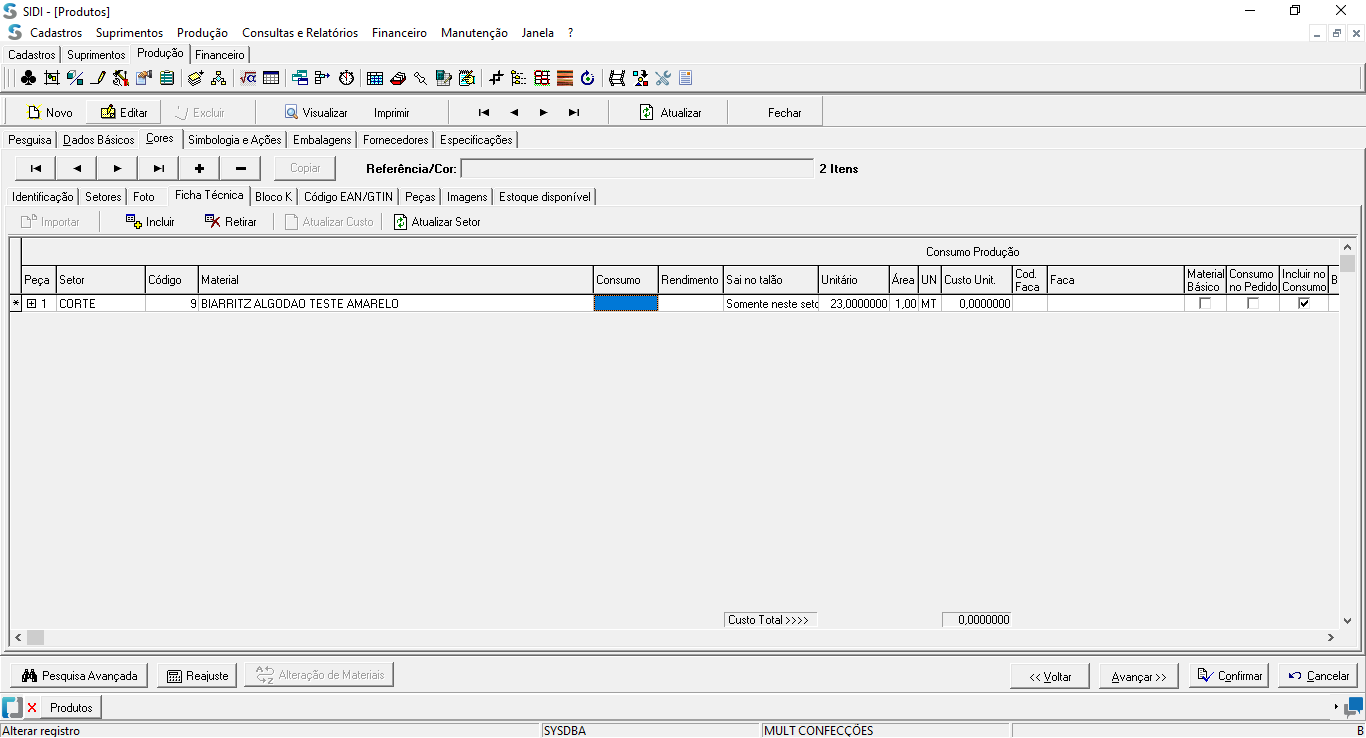 SIDI - [Produtos]
Cadastros Suprimentos Produção Consultas e Relatórios Financeiro Manutenção Janela ?
Cadastros Suprimentos Produção Financeiro
Novo Editar Excluir Visualizar Imprimir Atualizar Fechar
Pesquisa Dados Básicos Cores Simbologia e Ações Embalagens Fornecedores Especificações
Copiar Referência/Cor: 2 Itens
Identificação Setores Foto Ficha Técnica Bloco K Código EAN/GTIN Peças Imagens Estoque disponível
Importar Incluir Retirar Atualizar Custo Atualizar Setor
Consumo Produção
Peça Setor Código Material Consumo Rendimento Sai no talão Unitário Área UN Custo Unit. Cod. Faca Faca Material Básico Consumo no Pedido Incluir no Consumo B
* 1 CORTE 9 BIARRITZ ALGODAO TESTE AMARELO Somente neste seto 23,0000000 1,00 MT 0,0000000
Custo Total >>>> 0,0000000
Pesquisa Avançada Reajuste Alteração de Materiais << Voltar Avançar >> Confirmar Cancelar
Produtos
Alterar registro SYSDBA MULT CONFECÇÕES B